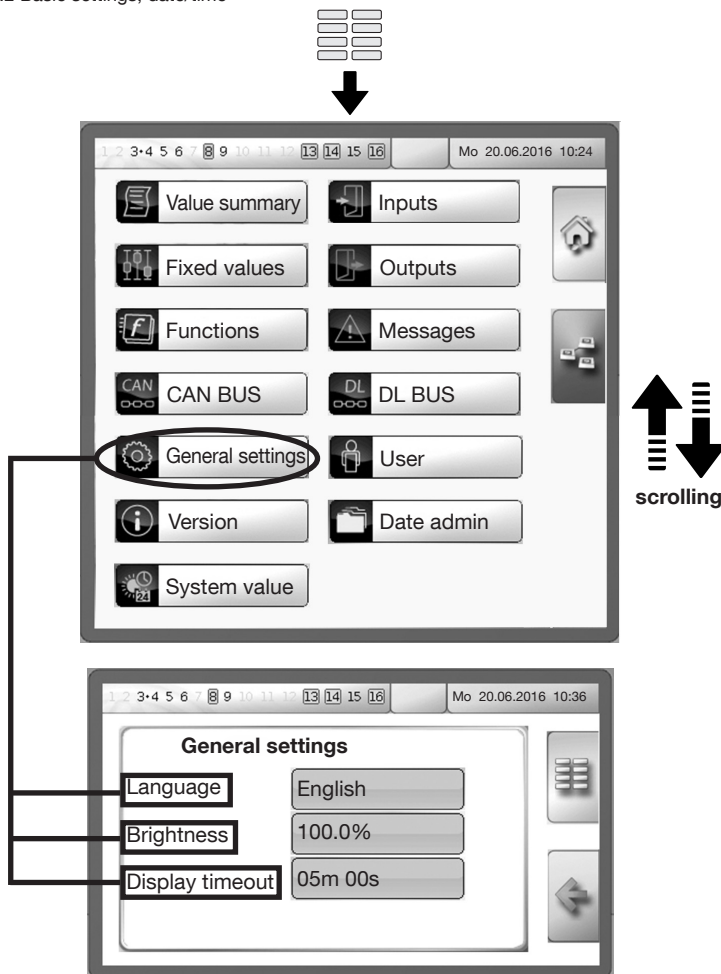 .2 Basic settings, date/time
1 2 3•4 5 6 7 8 9 10 11 12 13 14 15 16 Mo 20.06.2016 10:24
Value summary Inputs
Fixed values Outputs
Functions Messages
CAN CAN BUS DL DL BUS
General settings User
Version Date admin
24 System value
scrolling
1 2 3•4 5 6 7 8 9 10 11 12 13 14 15 16 Mo 20.06.2016 10:36
General settings
Language English
Brightness 100.0%
Display timeout 05m 00s